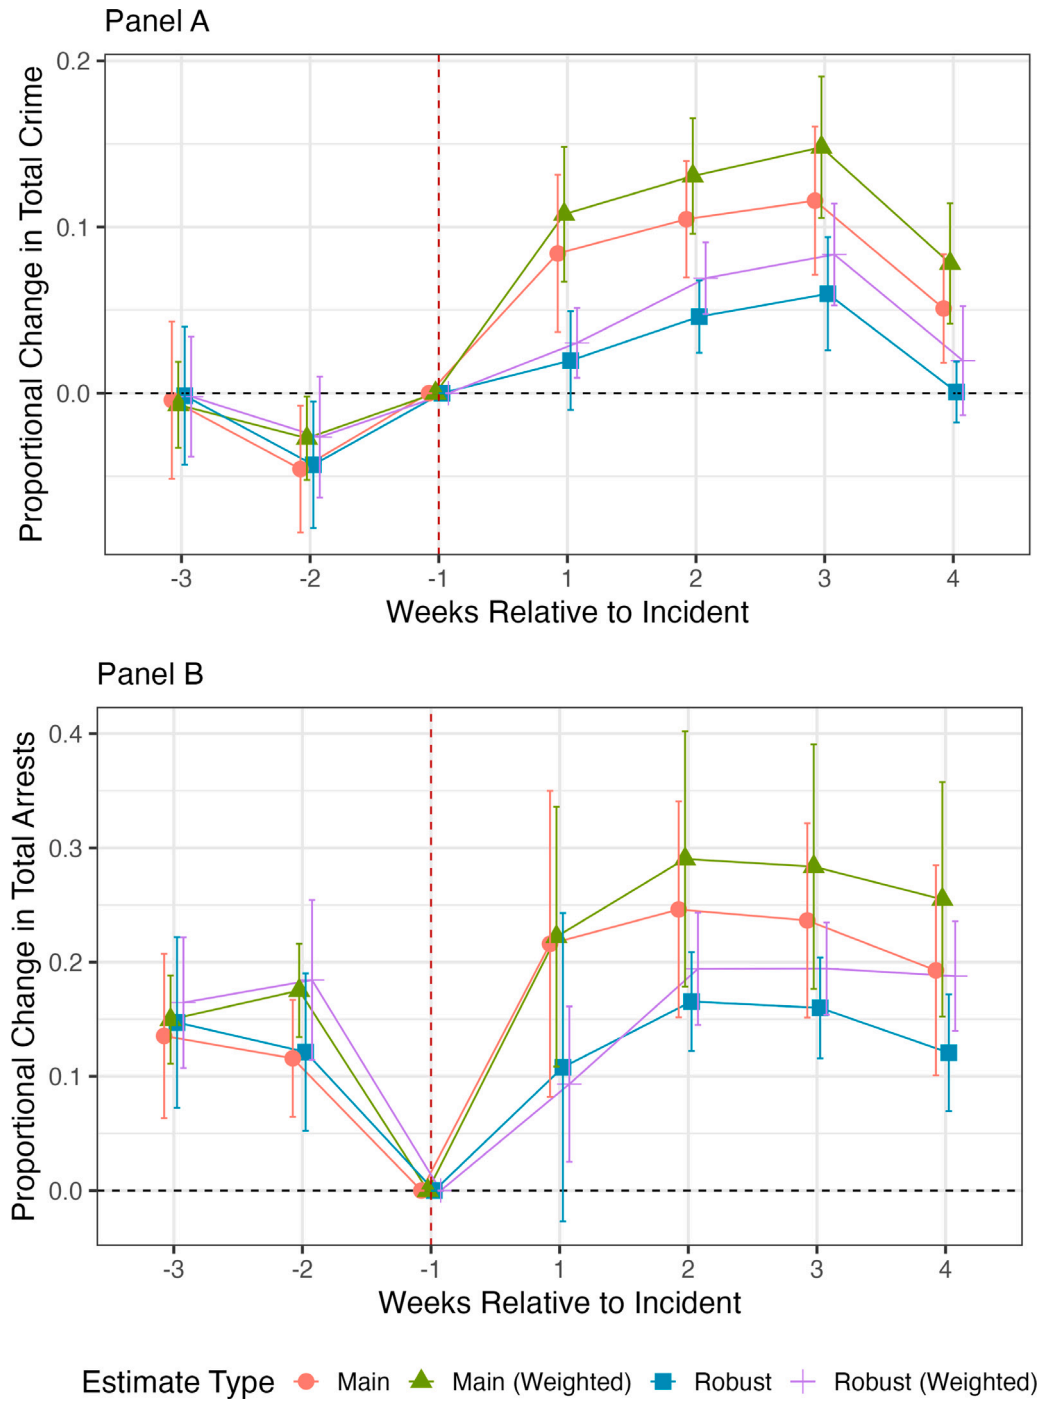 Panel A
Proportional Change in Total Crime
0.2
0.1
0.0
-3 -2 -1 1 2 3 4
Weeks Relative to Incident
Panel B
Proportional Change in Total Arrests
0.4
0.3
0.2
0.1
0.0
-3 -2 -1 1 2 3 4
Weeks Relative to Incident
Estimate Type Main Main (Weighted) Robust Robust (Weighted)